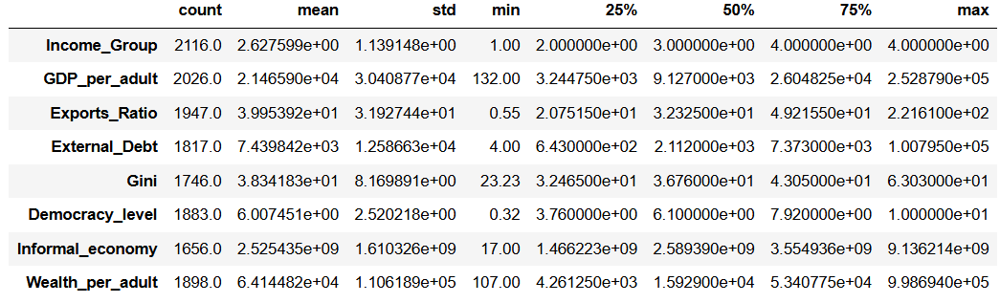 count mean std min 25% 50% 75% max
Income_Group 2116.0 2.627599e+00 1.139148e+00 1.00 2.000000e+00 3.000000e+00 4.000000e+00 4.000000e+00
GDP_per_adult 2026.0 2.146590e+04 3.040877e+04 132.00 3.244750e+03 9.127000e+03 2.604825e+04 2.528790e+05
Exports_Ratio 1947.0 3.995392e+01 3.192744e+01 0.55 2.075150e+01 3.232500e+01 4.921550e+01 2.216100e+02
External_Debt 1817.0 7.439842e+03 1.258663e+04 4.00 6.430000e+02 2.112000e+03 7.373000e+03 1.007950e+05
Gini 1746.0 3.834183e+01 8.169891e+00 23.23 3.246500e+01 3.676000e+01 4.305000e+01 6.303000e+01
Democracy_level 1883.0 6.007451e+00 2.520218e+00 0.32 3.760000e+00 6.100000e+00 7.920000e+00 1.000000e+01
Informal_economy 1656.0 2.525435e+09 1.610326e+09 17.00 1.466223e+09 2.589390e+09 3.554936e+09 9.136214e+09
Wealth_per_adult 1898.0 6.414482e+04 1.106189e+05 107.00 4.261250e+03 1.592900e+04 5.340775e+04 9.986940e+05